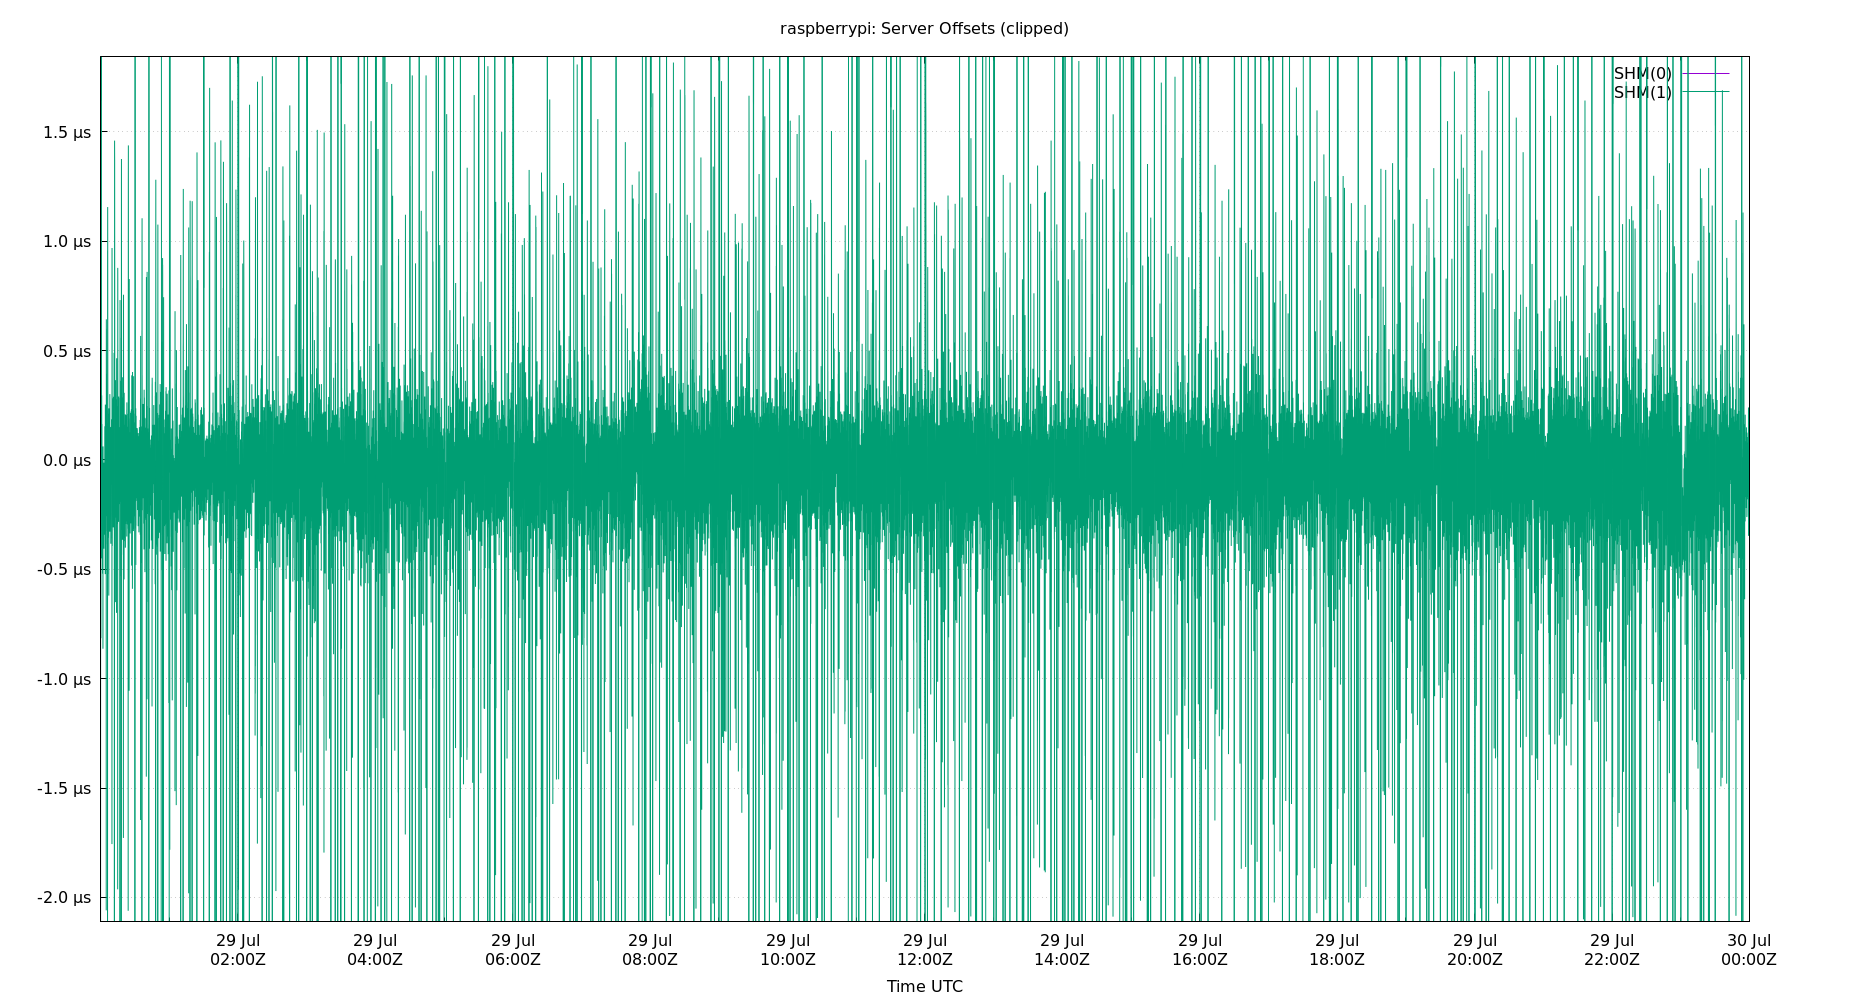 raspberrypi: Server Offsets (clipped)
SHM(0)
SHM(1)
1.5 µs
1.0 µs
0.5 µs
0.0 µs
-0.5 µs
-1.0 µs
-1.5 µs
-2.0 µs
29 Jul 29 Jul 29 Jul 29 Jul 29 Jul 29 Jul 29 Jul 29 Jul 29 Jul 29 Jul 29 Jul 30 Jul
02:00Z 04:00Z 06:00Z 08:00Z 10:00Z 12:00Z 14:00Z 16:00Z 18:00Z 20:00Z 22:00Z 00:00Z
Time UTC